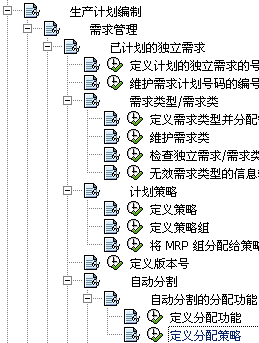 生产计划编制
需求管理
已计划的独立需求
定义计划的独立需求的号
维护需求计划号码的编号
需求类型/需求类
定义需求类型并分配
维护需求类
检查独立需求/需求类
无效需求类型的信息
计划策略
定义策略
定义策略组
将 MRP 组分配给策略
定义版本号
自动分割
自动分割的分配功能
定义分配功能
定义分配策略